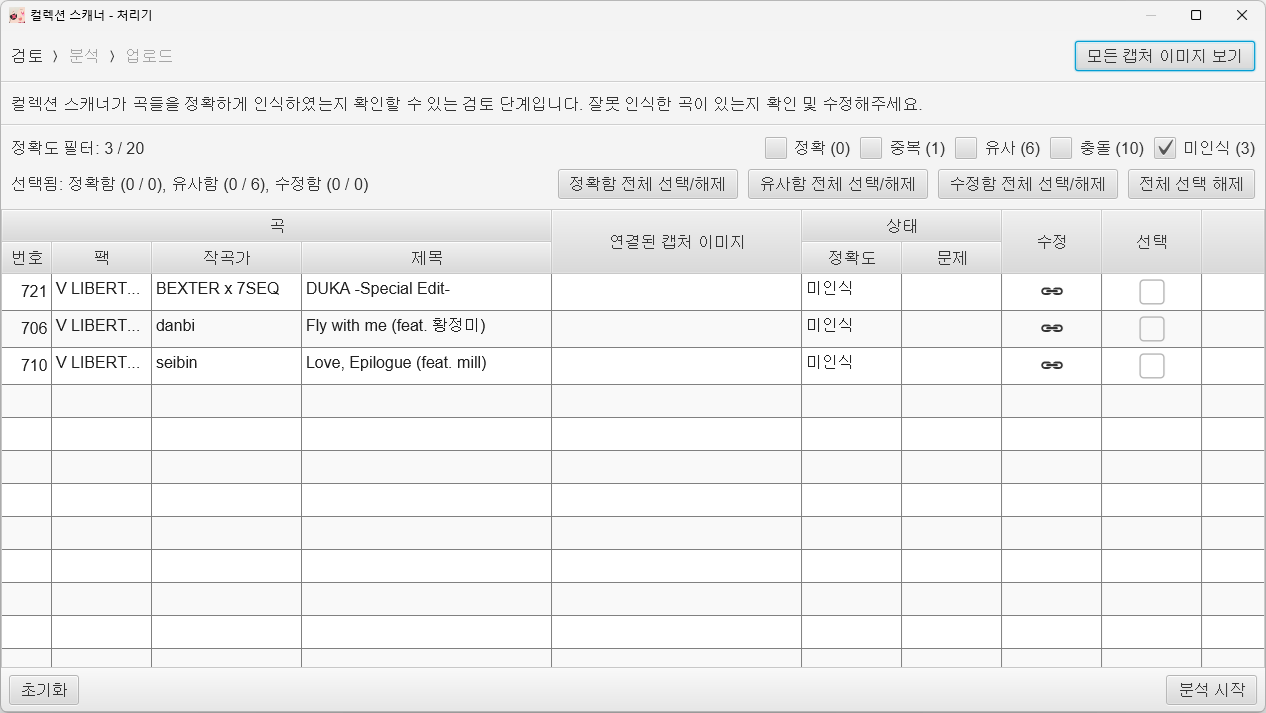 컬렉션 스캐너 - 처리기
검토 〉 분석 〉 업로드
모든 캡처 이미지 보기
컬렉션 스캐너가 곡들을 정확하게 인식하였는지 확인할 수 있는 검토 단계입니다. 잘못 인식한 곡이 있는지 확인 및 수정해주세요.
정확도 필터: 3 / 20
정확 (0) 중복 (1) 유사 (6) 충돌 (10) 미인식 (3)
선택됨: 정확함 (0 / 0), 유사함 (0 / 6), 수정함 (0 / 0)
정확함 전체 선택/해제 유사함 전체 선택/해제 수정함 전체 선택/해제 전체 선택 해제
곡 연결된 캡처 이미지 상태 수정 선택
번호 팩 작곡가 제목 정확도 문제
721 V LIBERT... BEXTER x 7SEQ DUKA -Special Edit- 미인식
706 V LIBERT... danbi Fly with me (feat. 황정미) 미인식
710 V LIBERT... seibin Love, Epilogue (feat. mill) 미인식
초기화 분석 시작